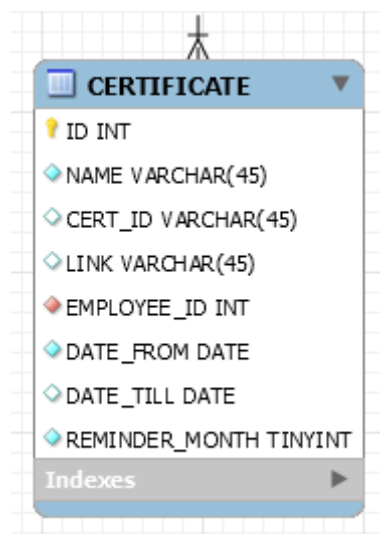 CERTIFICATE
ID INT
NAME VARCHAR(45)
CERT_ID VARCHAR(45)
LINK VARCHAR(45)
EMPLOYEE_ID INT
DATE_FROM DATE
DATE_TILL DATE
REMINDER_MONTH TINYINT
Indexes